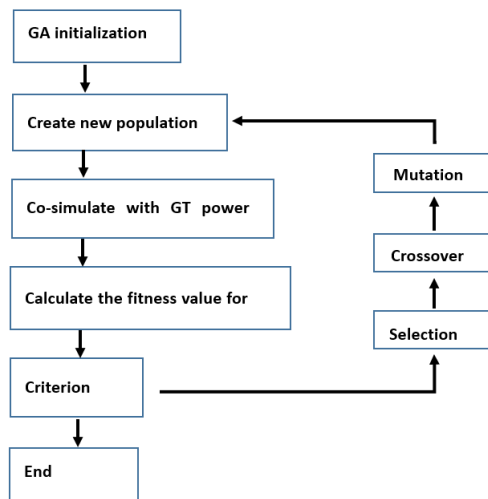 GA initialization
Create new population
Co-simulate with GT power
Calculate the fitness value for
Criterion
End
Mutation
Crossover
Selection